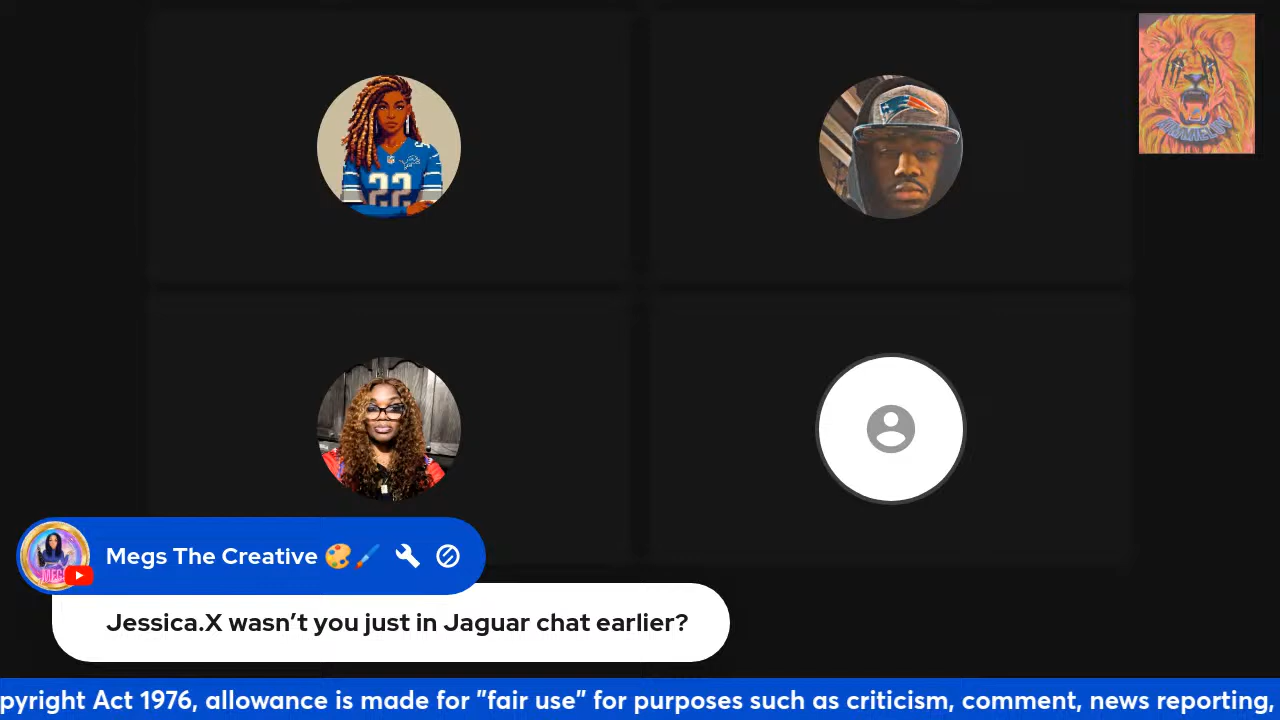 22
Megs The Creative 🎨🖌️
Jessica.X wasn’t you just in Jaguar chat earlier?
pyright Act 1976, allowance is made for ”fair use” for purposes such as criticism, comment, news reporting,